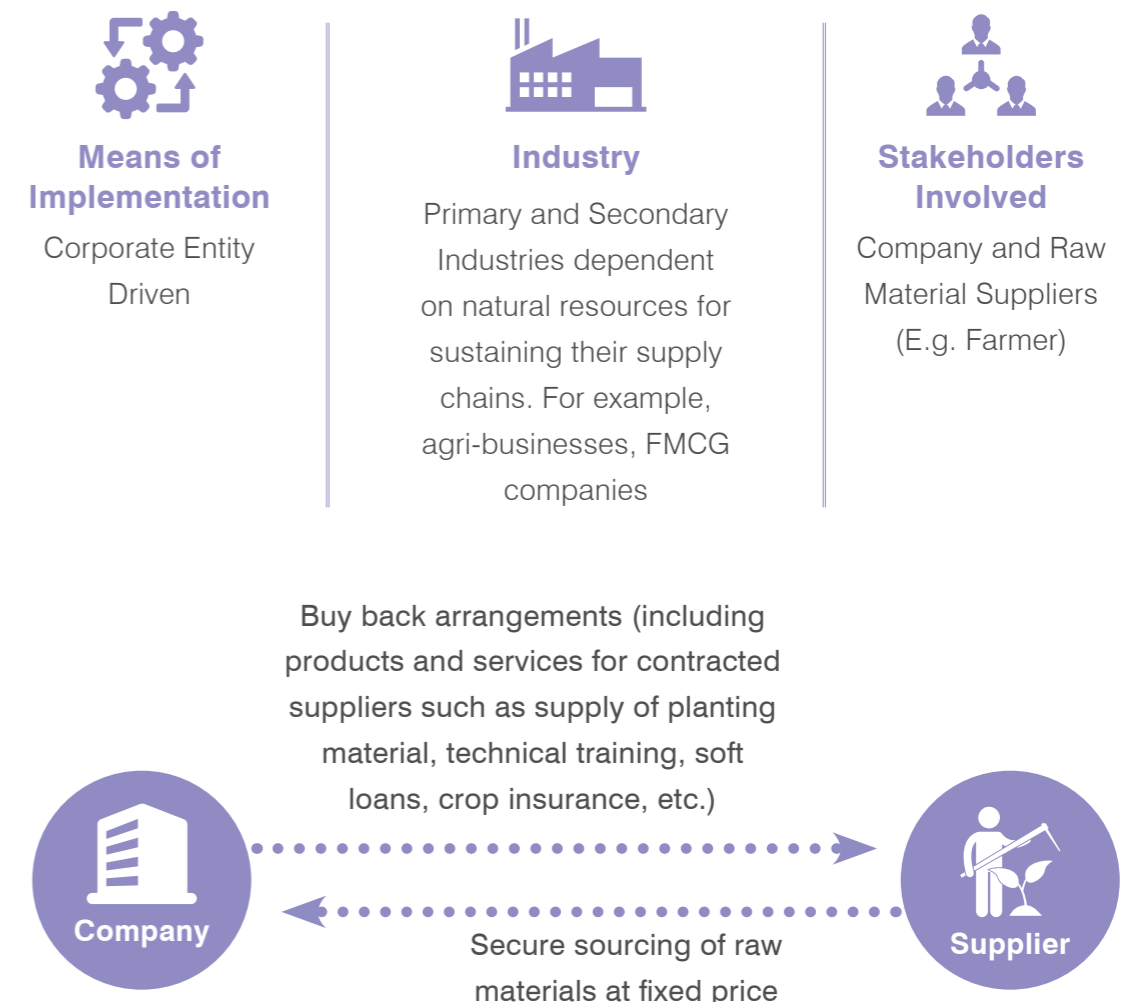 Means of
Implementation
Corporate Entity
Driven
Industry
Primary and Secondary
Industries dependent
on natural resources for
sustaining their supply
chains. For example,
agri-businesses, FMCG
companies
Stakeholders
Involved
Company and Raw
Material Suppliers
(E.g. Farmer)
Buy back arrangements (including
products and services for contracted
suppliers such as supply of planting
material, technical training, soft
loans, crop insurance, etc.)
Company
Supplier
Secure sourcing of raw
materials at fixed price